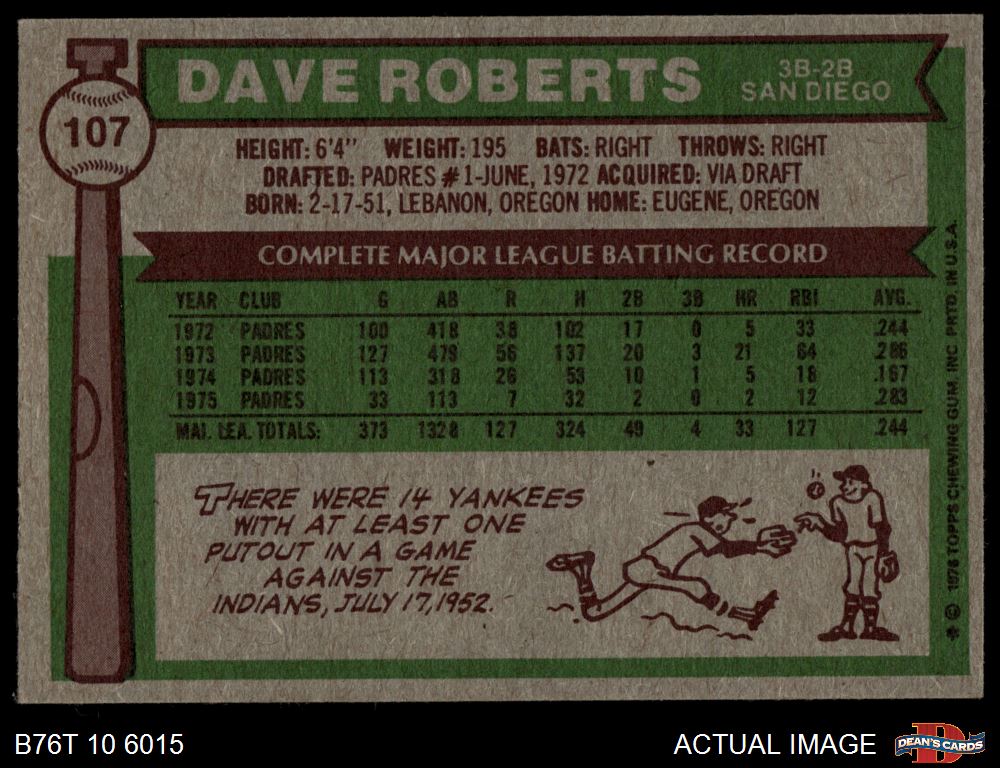 107
DAVE ROBERTS
3B-2B
SAN DIEGO
HEIGHT: 6'4" WEIGHT: 195 BATS: RIGHT THROWS: RIGHT
DRAFTED: PADRES #1-JUNE, 1972 ACQUIRED: VIA DRAFT
BORN: 2-17-51, LEBANON, OREGON HOME: EUGENE, OREGON
COMPLETE MAJOR LEAGUE BATTING RECORD
YEAR CLUB G AB R H 2B 3B HR RBI AVG.
1972 PADRES 100 418 38 102 17 0 5 33 .244
1973 PADRES 127 479 56 137 20 3 21 64 .286
1974 PADRES 113 318 26 53 10 1 5 18 .167
1975 PADRES 33 113 7 32 2 0 2 12 .283
MAJ. LEA. TOTALS: 373 1328 127 324 49 4 33 127 .244
THERE WERE 14 YANKEES
WITH AT LEAST ONE
PUTOUT IN A GAME
AGAINST THE
INDIANS, JULY 17, 1952.
* © 1976 TOPPS CHEWING GUM, INC. PRTD. IN U.S.A.
B76T 10 6015
ACTUAL IMAGE
D
DEAN'S CARDS